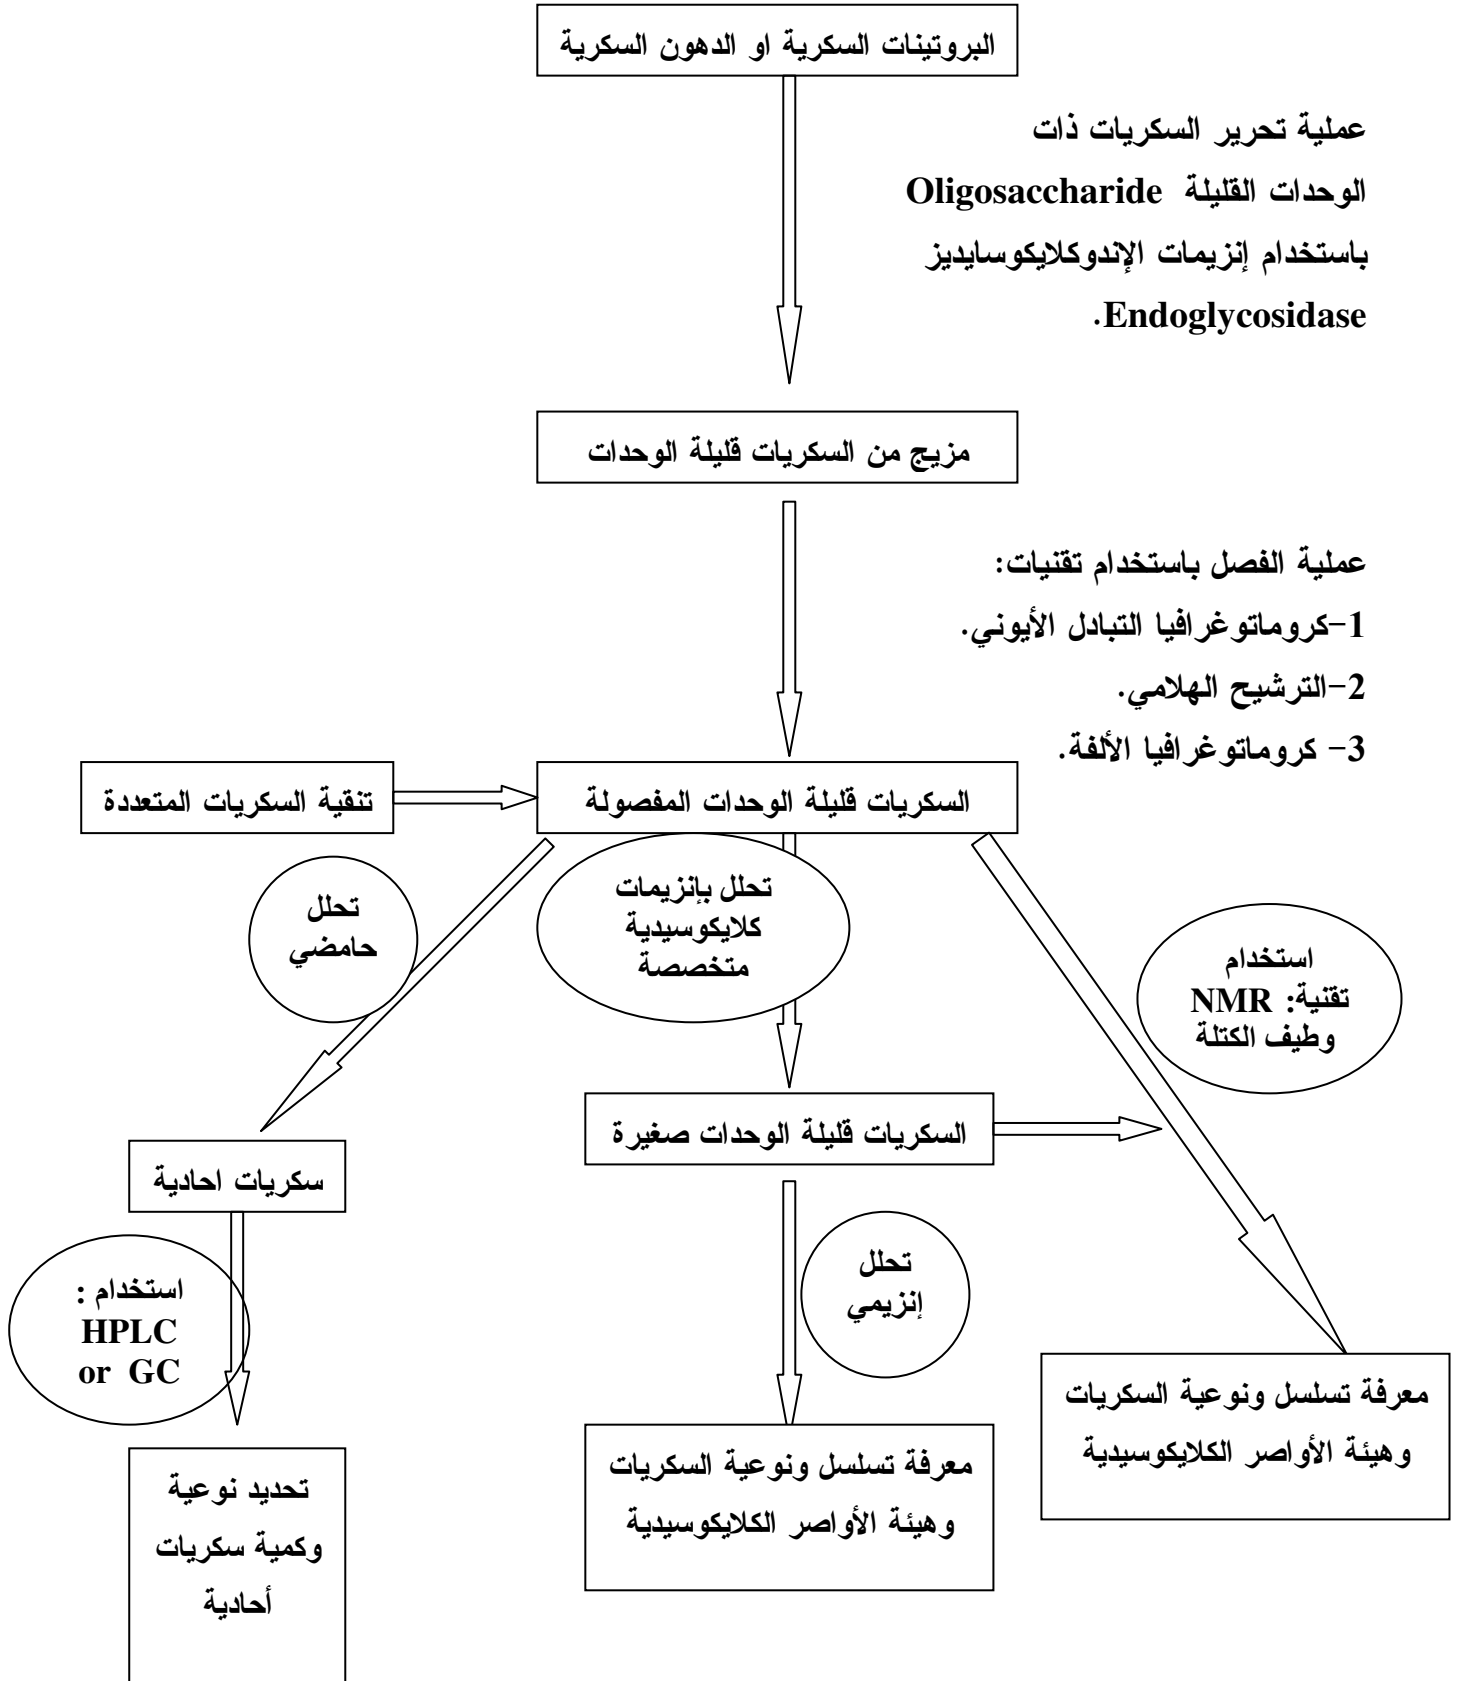 البروتينات السكرية او الدهون السكرية
عملية تحرير السكريات ذات
الوحدات القليلة Oligosaccharide
باستخدام إنزيمات الإندوكلايكوسايديز
Endoglycosidase.
مزيج من السكريات قليلة الوحدات
عملية الفصل باستخدام تقنيات:
1-كروماتوغرافيا التبادل الأيوني.
2-الترشيح الهلامي.
3- كروماتوغرافيا الألفة.
تنقية السكريات المتعددة
السكريات قليلة الوحدات المفصولة
تحلل
حامضي
تحلل بإنزيمات
كلايكوسيدية
متخصصة
استخدام
تقنية: NMR
وطيف الكتلة
السكريات قليلة الوحدات صغيرة
سكريات احادية
تحلل
إنزيمي
استخدام :
HPLC
or GC
معرفة تسلسل ونوعية السكريات
وهيئة الأواصر الكلايكوسيدية
معرفة تسلسل ونوعية السكريات
وهيئة الأواصر الكلايكوسيدية
تحديد نوعية
وكمية سكريات
أحادية